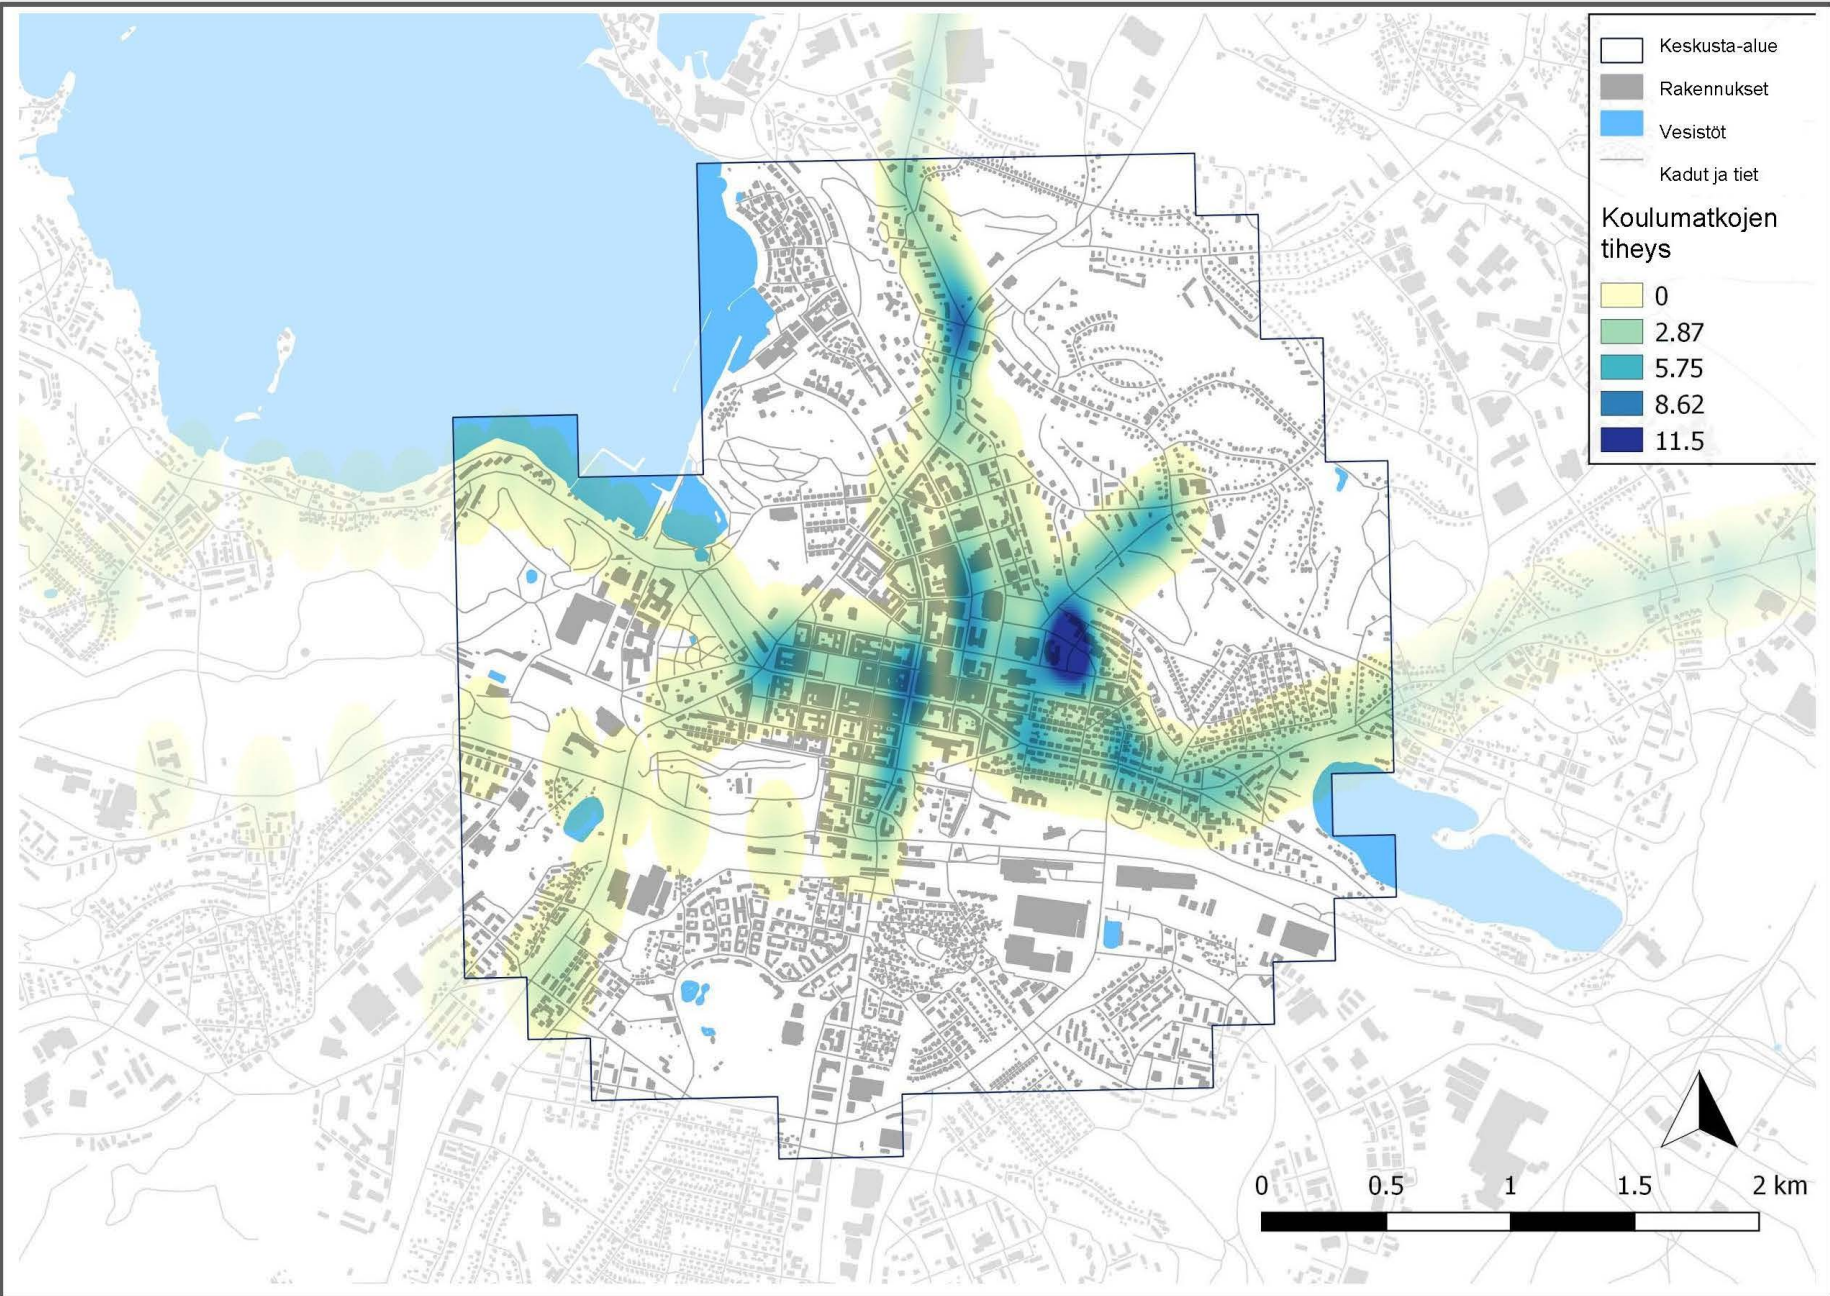 Keskusta-alue
Rakennukset
Vesistöt
Kadut ja tiet
Koulumatkojen
tiheys
0
2.87
5.75
8.62
11.5
0 0.5 1 1.5 2 km